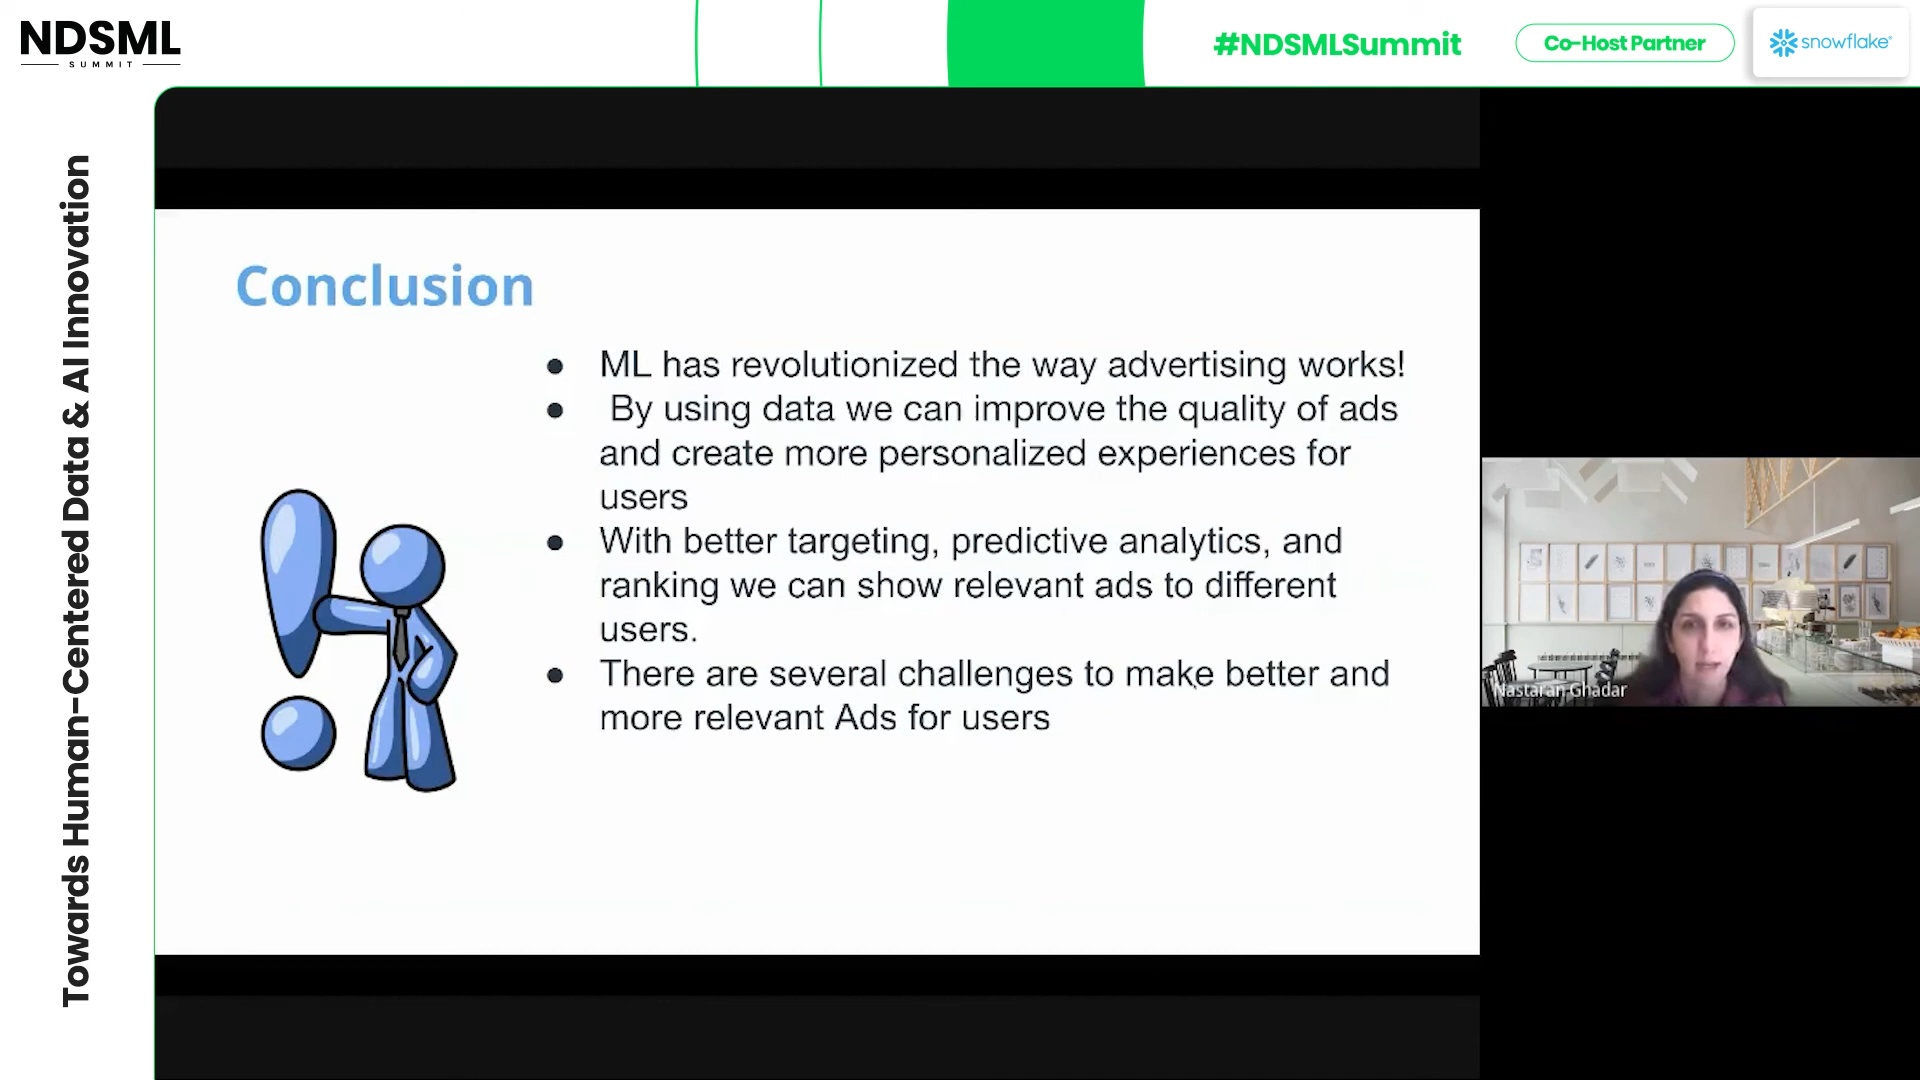 NDSML
SUMMIT
#NDSMLSummit
Co-Host Partner
snowflake
Towards Human-Centered Data & AI Innovation
Conclusion
● ML has revolutionized the way advertising works!
● By using data we can improve the quality of ads
and create more personalized experiences for
users
● With better targeting, predictive analytics, and
ranking we can show relevant ads to different
users.
● There are several challenges to make better and
more relevant Ads for users
Nastaran Ghadar